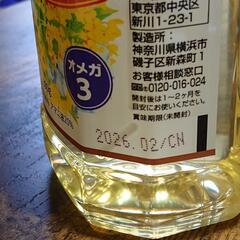 東京都中央区
新川1-23-1
製造所：
神奈川県横浜市
磯子区新森町1
お客様相談窓口
0120-016-024
開封後は1～2ヶ月を
目安にお使いください。
賞味期限(未開封)
オメガ
3
2026.02/CN